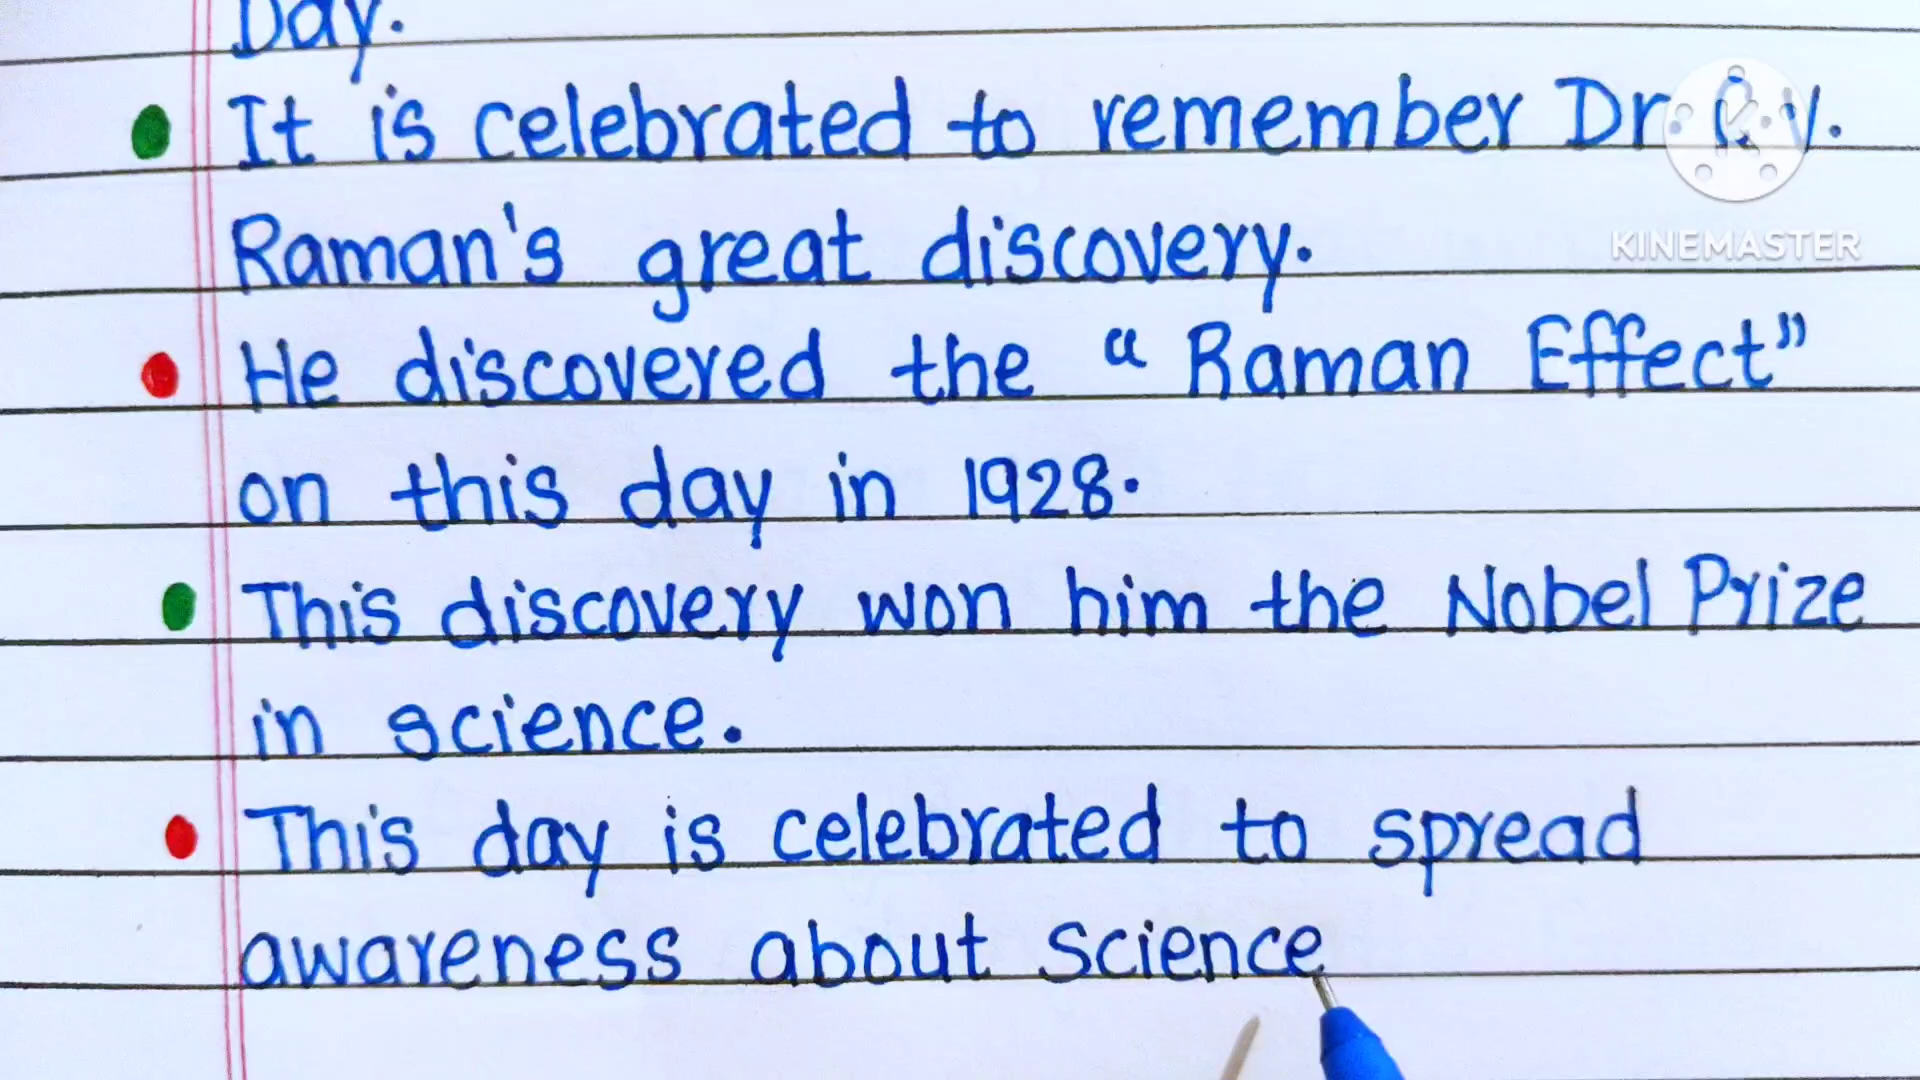 Day.
It is celebrated to remember Dr V.
Raman's great discovery.
KINEMASTER
He discovered the “Raman Effect”
on this day in 1928.
This discovery won him the Nobel Prize
in science.
This day is celebrated to spread
awareness about science